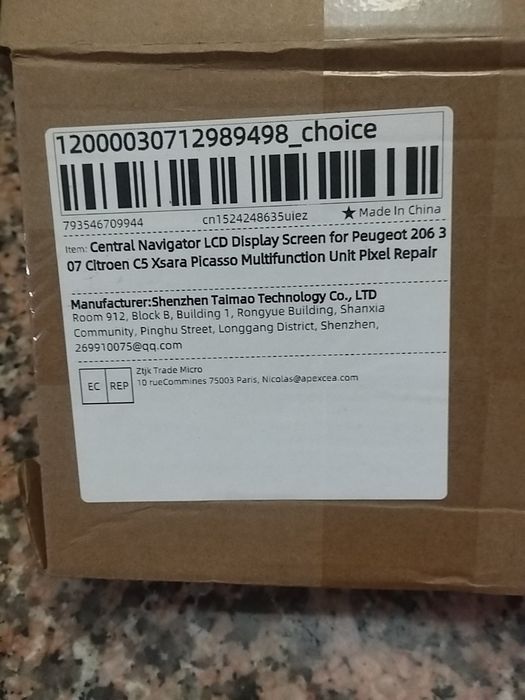 12000030712989498_choice
793546709944 cn1524248635uiez ★ Made In China
Item: Central Navigator LCD Display Screen for Peugeot 206 3
07 Citroen C5 Xsara Picasso Multifunction Unit Pixel Repair
Manufacturer:Shenzhen Taimao Technology Co., LTD
Room 912, Block B, Building 1, Rongyue Building, Shanxia
Community, Pinghu Street, Longgang District, Shenzhen,
269910075@qq.com
EC REP
Ztjk Trade Micro
10 rueCommines 75003 Paris, Nicolas@apexcea.com